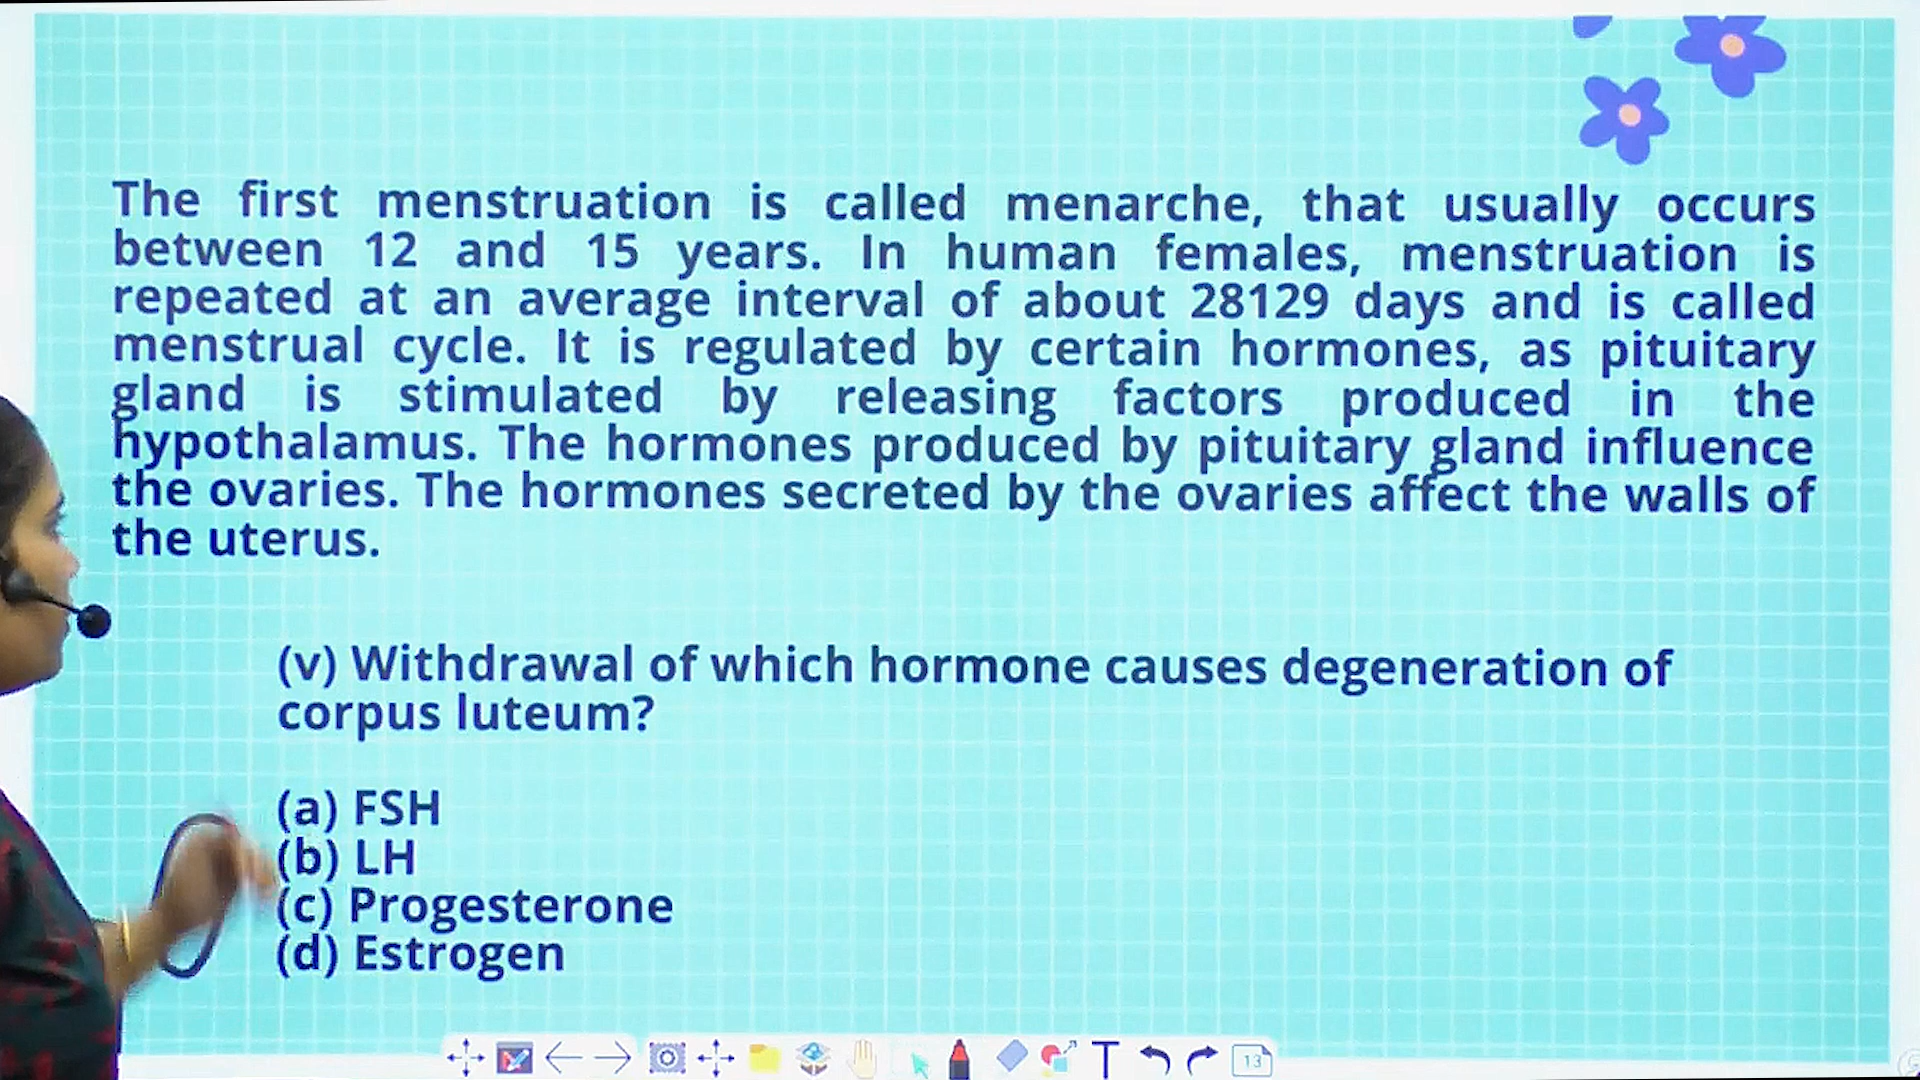 The first menstruation is called menarche, that usually occurs
between 12 and 15 years. In human females, menstruation is
repeated at an average interval of about 28129 days and is called
menstrual cycle. It is regulated by certain hormones, as pituitary
gland is stimulated by releasing factors produced in the
hypothalamus. The hormones produced by pituitary gland influence
the ovaries. The hormones secreted by the ovaries affect the walls of
the uterus.
(v) Withdrawal of which hormone causes degeneration of
corpus luteum?
(a) FSH
(b) LH
(c) Progesterone
(d) Estrogen
T
13